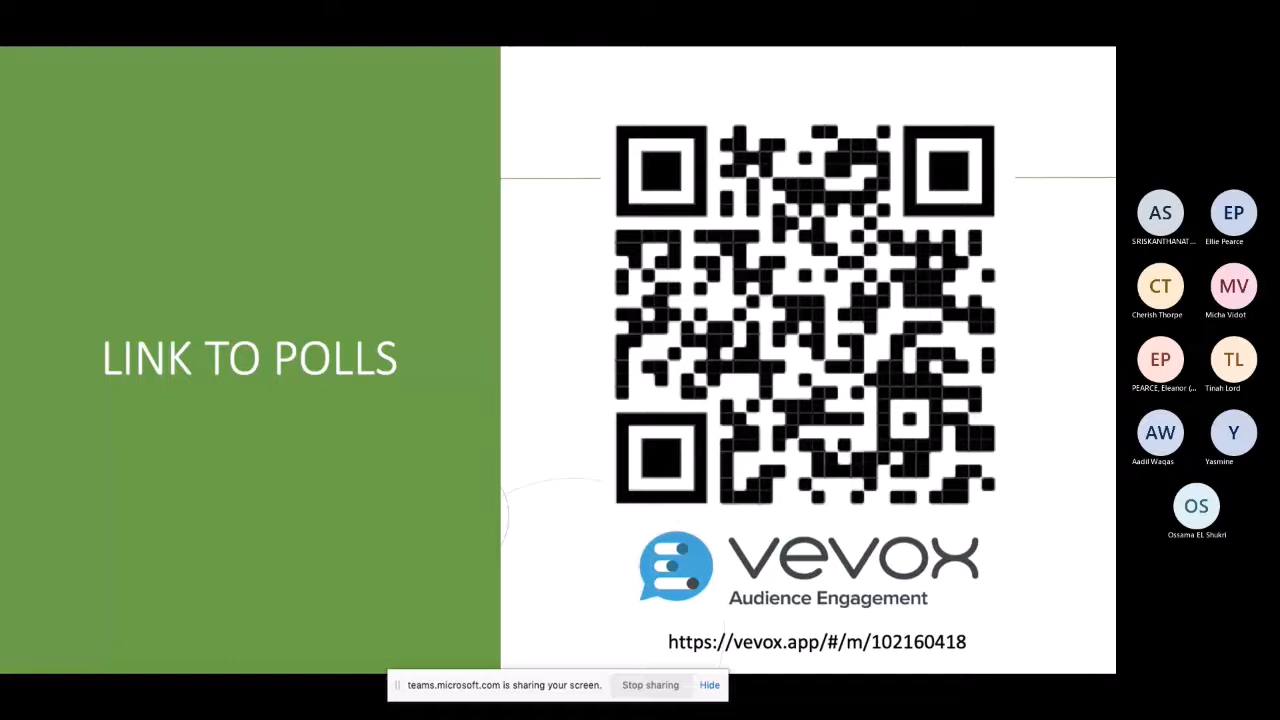 LINK TO POLLS
vevox
Audience Engagement
https://vevox.app/#/m/102160418
teams.microsoft.com is sharing your screen.
Stop sharing
Hide
AS
SRISKANTHANAT...
EP
Ellie Pearce
CT
Cherish Thorpe
MV
Micha Vidot
EP
PEARCE, Eleanor (...
TL
Tinah Lord
AW
Aadil Waqas
Y
Yasmine
OS
Ossama EL Shukri